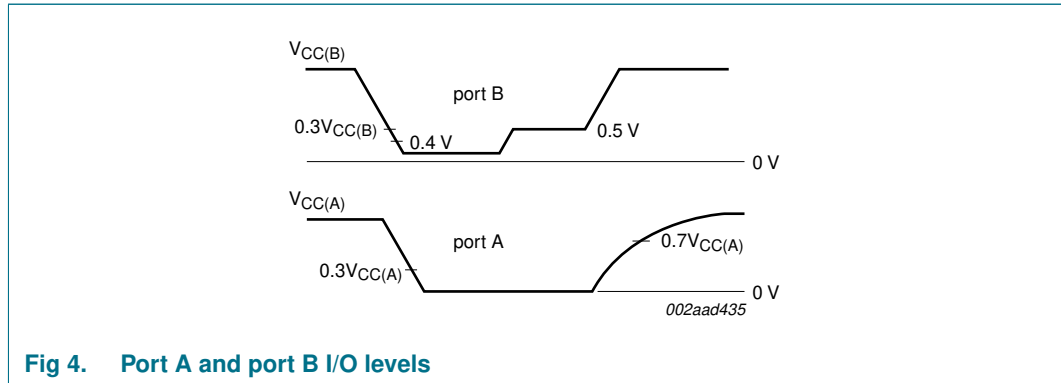 VCC(B)
port B
0.3VCC(B)
0.4 V
0.5 V
0 V
VCC(A)
port A
0.7VCC(A)
0.3VCC(A)
0 V
002aad435
Fig 4. Port A and port B I/O levels